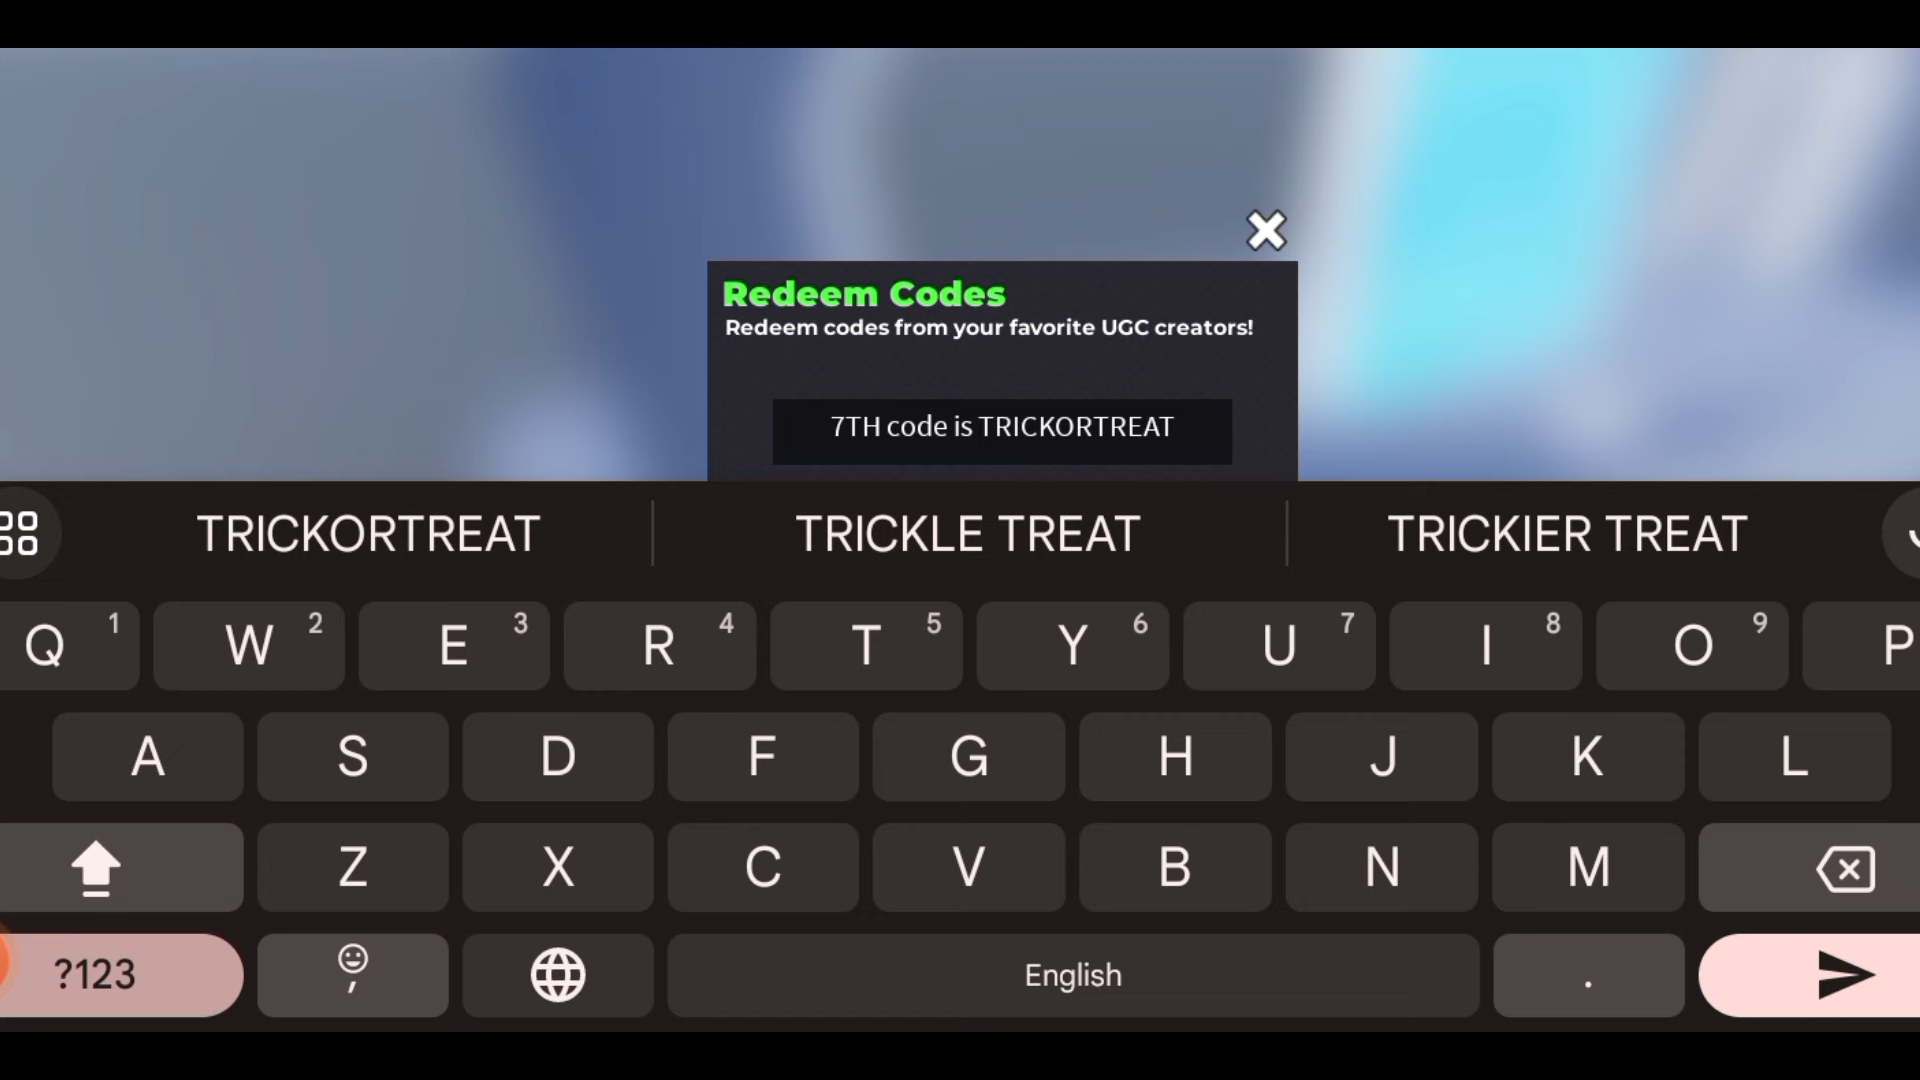 Redeem Codes
Redeem codes from your favorite UGC creators!
7TH code is TRICKORTREAT
TRICKORTREAT TRICKLE TREAT TRICKIER TREAT
Q 1 W 2 E 3 R 4 T 5 Y 6 U 7 I 8 O 9 P
A S D F G H J K L
Z X C V B N M
?123 , English .